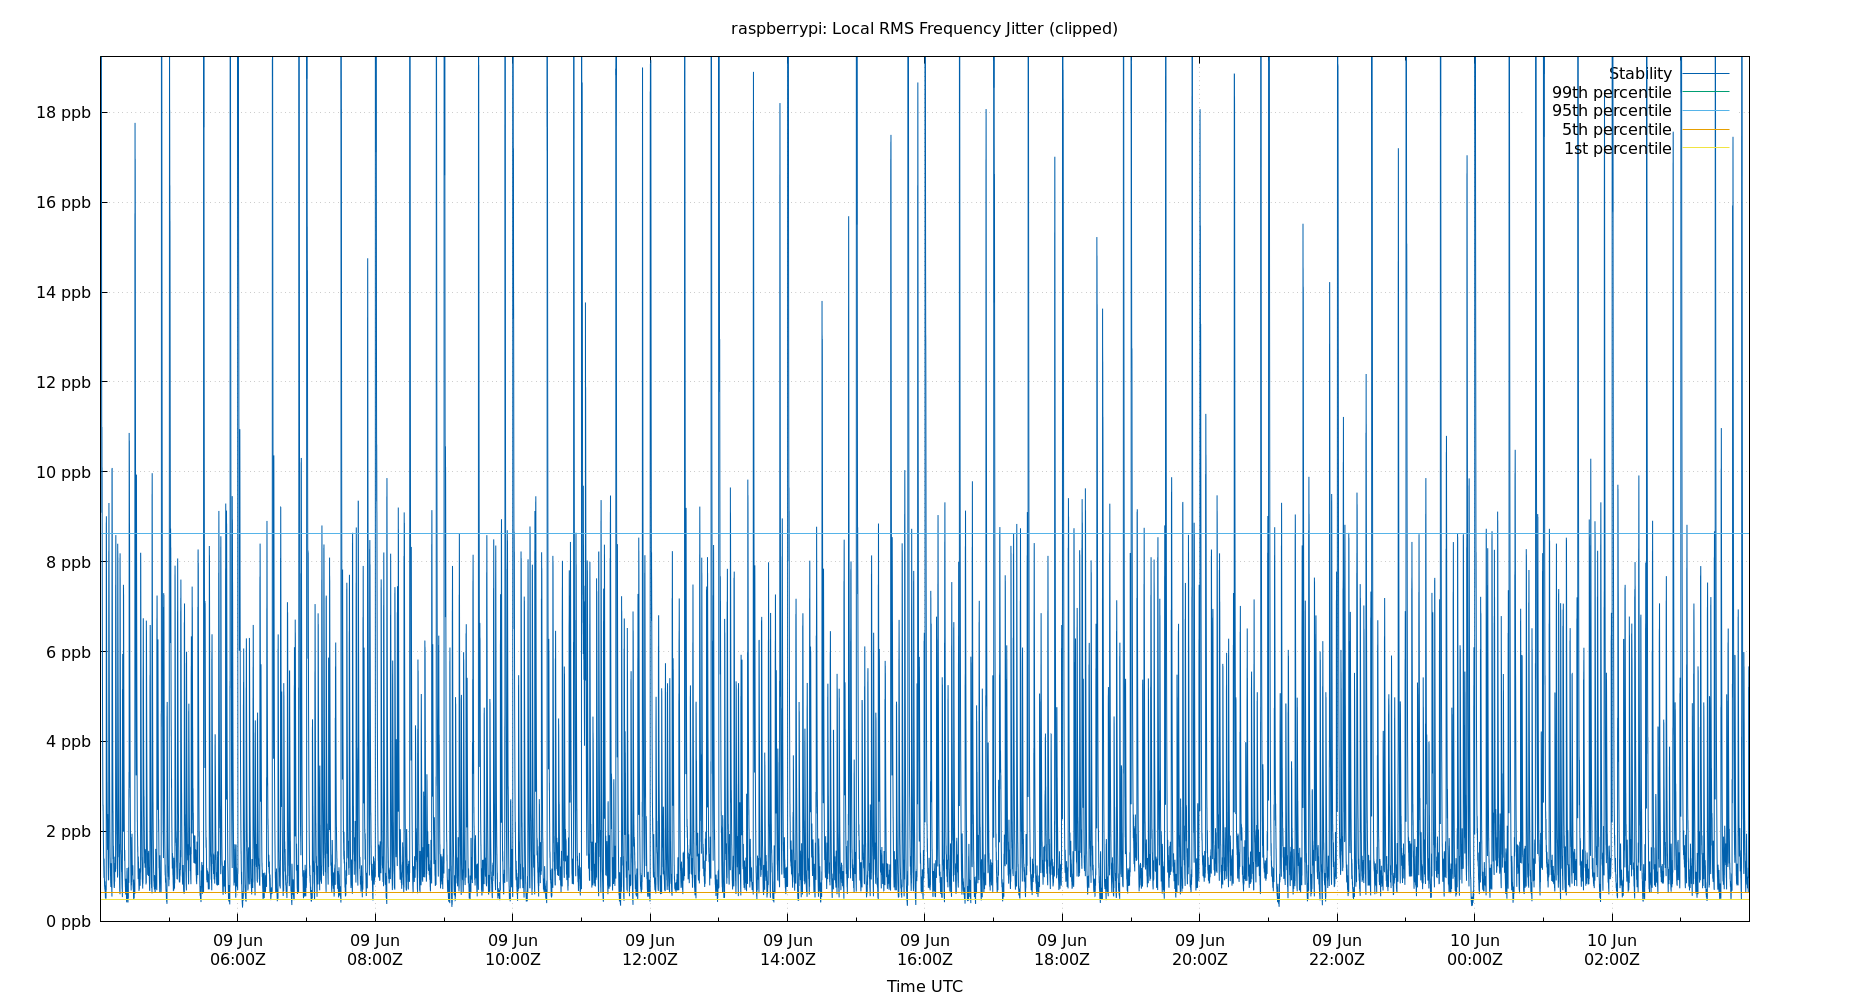 raspberrypi: Local RMS Frequency Jitter (clipped)
Stability
99th percentile
95th percentile
5th percentile
1st percentile
18 ppb
16 ppb
14 ppb
12 ppb
10 ppb
8 ppb
6 ppb
4 ppb
2 ppb
0 ppb
09 Jun 09 Jun 09 Jun 09 Jun 09 Jun 09 Jun 09 Jun 09 Jun 09 Jun 10 Jun 10 Jun
06:00Z 08:00Z 10:00Z 12:00Z 14:00Z 16:00Z 18:00Z 20:00Z 22:00Z 00:00Z 02:00Z
Time UTC